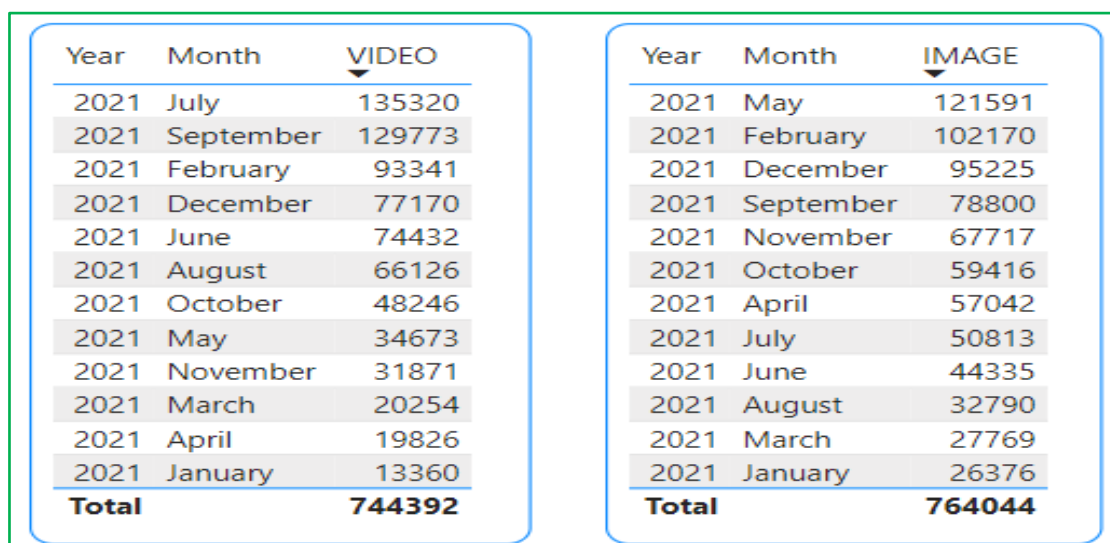 Year Month VIDEO
2021 July 135320
2021 September 129773
2021 February 93341
2021 December 77170
2021 June 74432
2021 August 66126
2021 October 48246
2021 May 34673
2021 November 31871
2021 March 20254
2021 April 19826
2021 January 13360
Total 744392
Year Month IMAGE
2021 May 121591
2021 February 102170
2021 December 95225
2021 September 78800
2021 November 67717
2021 October 59416
2021 April 57042
2021 July 50813
2021 June 44335
2021 August 32790
2021 March 27769
2021 January 26376
Total 764044